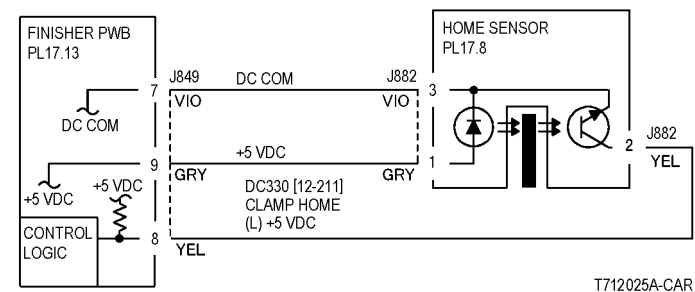 FINISHER PWB
PL17.13
HOME SENSOR
PL17.8
7
J849
DC COM
J882
3
VIO
VIO
DC COM
2
J882
YEL
9
+5 VDC
1
GRY
GRY
+5 VDC
+5 VDC
DC330 [12-211]
CLAMP HOME
(L) +5 VDC
CONTROL
LOGIC
8
YEL
T712025A-CAR